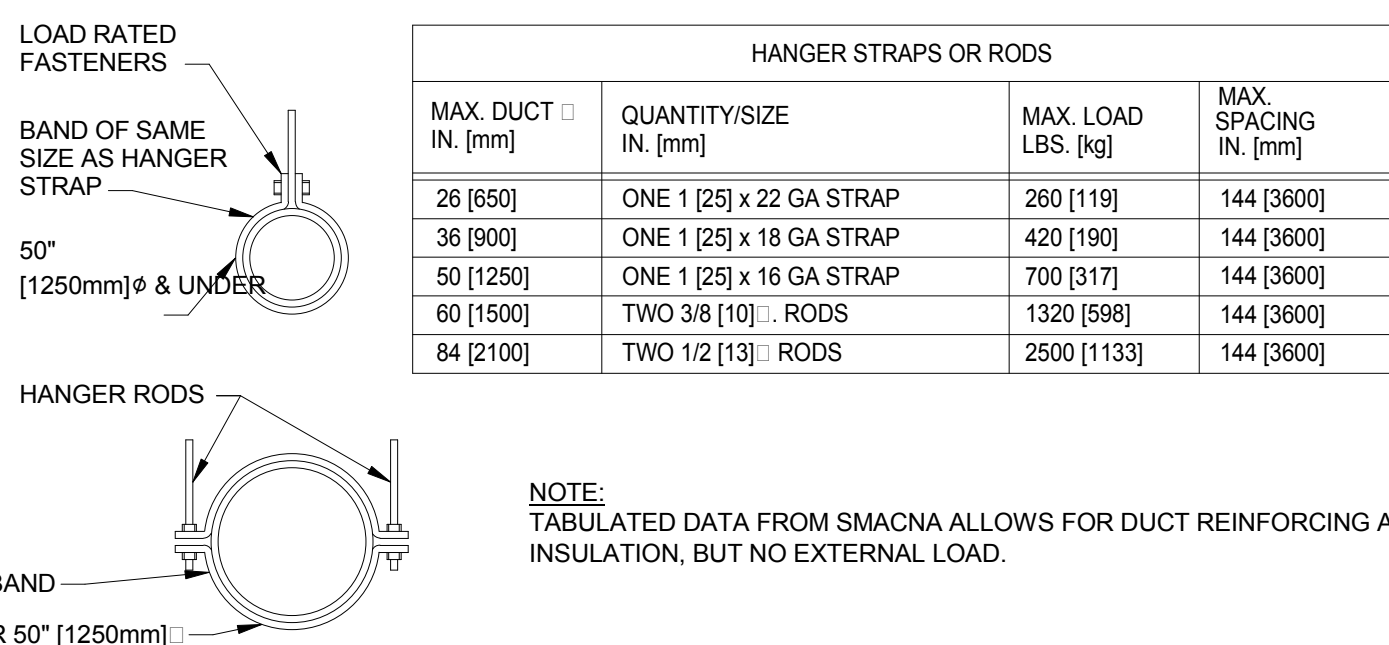 LOAD RATED
FASTENERS
BAND OF SAME
SIZE AS HANGER
STRAP
50"
[1250mm]⌀ & UNDER
HANGER STRAPS OR RODS
MAX. DUCT □
IN. [mm]
QUANTITY/SIZE
IN. [mm]
MAX. LOAD
LBS. [kg]
MAX.
SPACING
IN. [mm]
26 [650] ONE 1 [25] x 22 GA STRAP 260 [119] 144 [3600]
36 [900] ONE 1 [25] x 18 GA STRAP 420 [190] 144 [3600]
50 [1250] ONE 1 [25] x 16 GA STRAP 700 [317] 144 [3600]
60 [1500] TWO 3/8 [10]□. RODS 1320 [598] 144 [3600]
84 [2100] TWO 1/2 [13]□ RODS 2500 [1133] 144 [3600]
HANGER RODS
BAND
R 50" [1250mm]□
NOTE:
TABULATED DATA FROM SMACNA ALLOWS FOR DUCT REINFORCING A
INSULATION, BUT NO EXTERNAL LOAD.